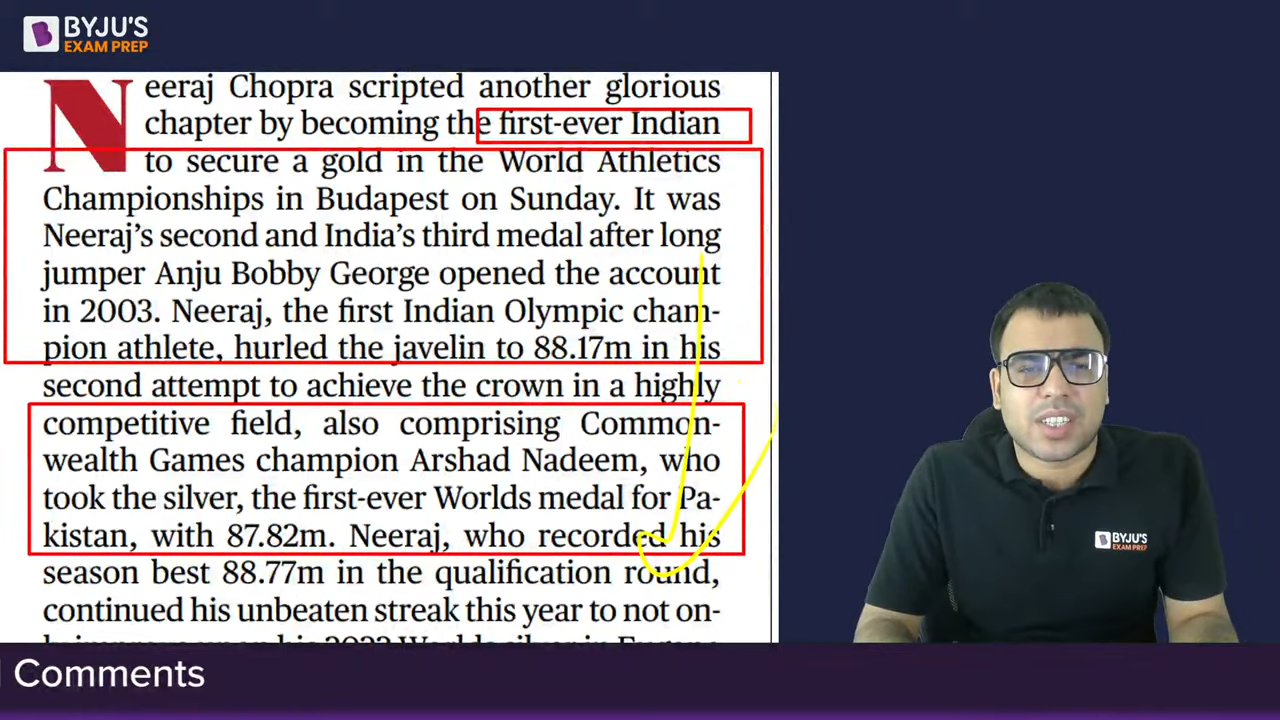 BYJU'S
EXAM PREP
Neeraj Chopra scripted another glorious
chapter by becoming the first-ever Indian
to secure a gold in the World Athletics
Championships in Budapest on Sunday. It was
Neeraj's second and India's third medal after long
jumper Anju Bobby George opened the account
in 2003. Neeraj, the first Indian Olympic cham-
pion athlete, hurled the javelin to 88.17m in his
second attempt to achieve the crown in a highly
competitive field, also comprising Common-
wealth Games champion Arshad Nadeem, who
took the silver, the first-ever Worlds medal for Pa-
kistan, with 87.82m. Neeraj, who recorded his
season best 88.77m in the qualification round,
continued his unbeaten streak this year to not on-
BYJU'S
EXAM PREP
Comments